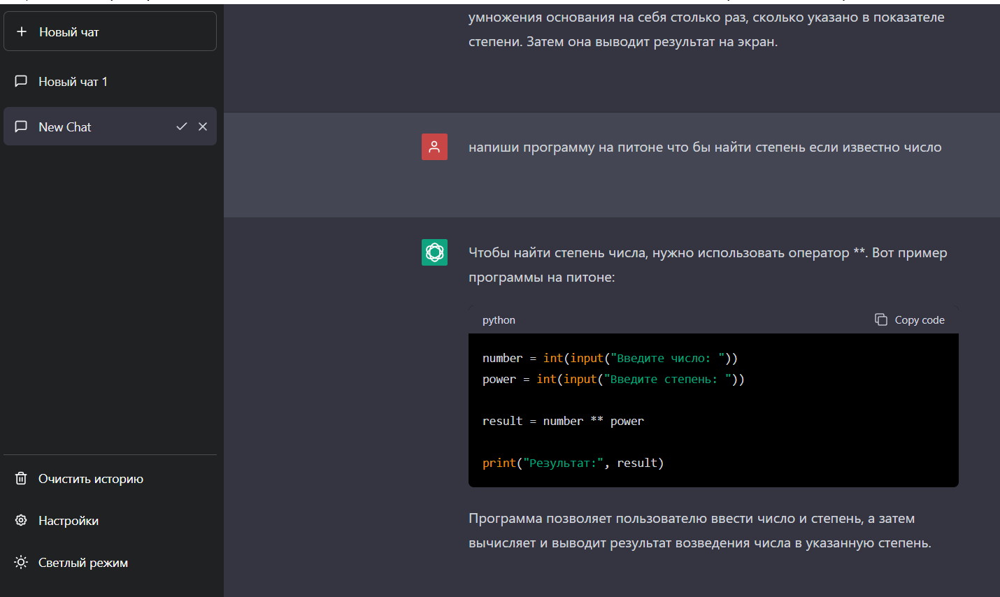 Новый чат
Новый чат 1
New Chat
Очистить историю
Настройки
Светлый режим
умножения основания на себя столько раз, сколько указано в показателе
степени. Затем она выводит результат на экран.
напиши программу на питоне что бы найти степень если известно число
Чтобы найти степень числа, нужно использовать оператор **. Вот пример
программы на питоне:
python
Copy code
number = int(input("Введите число: "))
power = int(input("Введите степень: "))
result = number ** power
print("Результат:", result)
Программа позволяет пользователю ввести число и степень, а затем
вычисляет и выводит результат возведения числа в указанную степень.